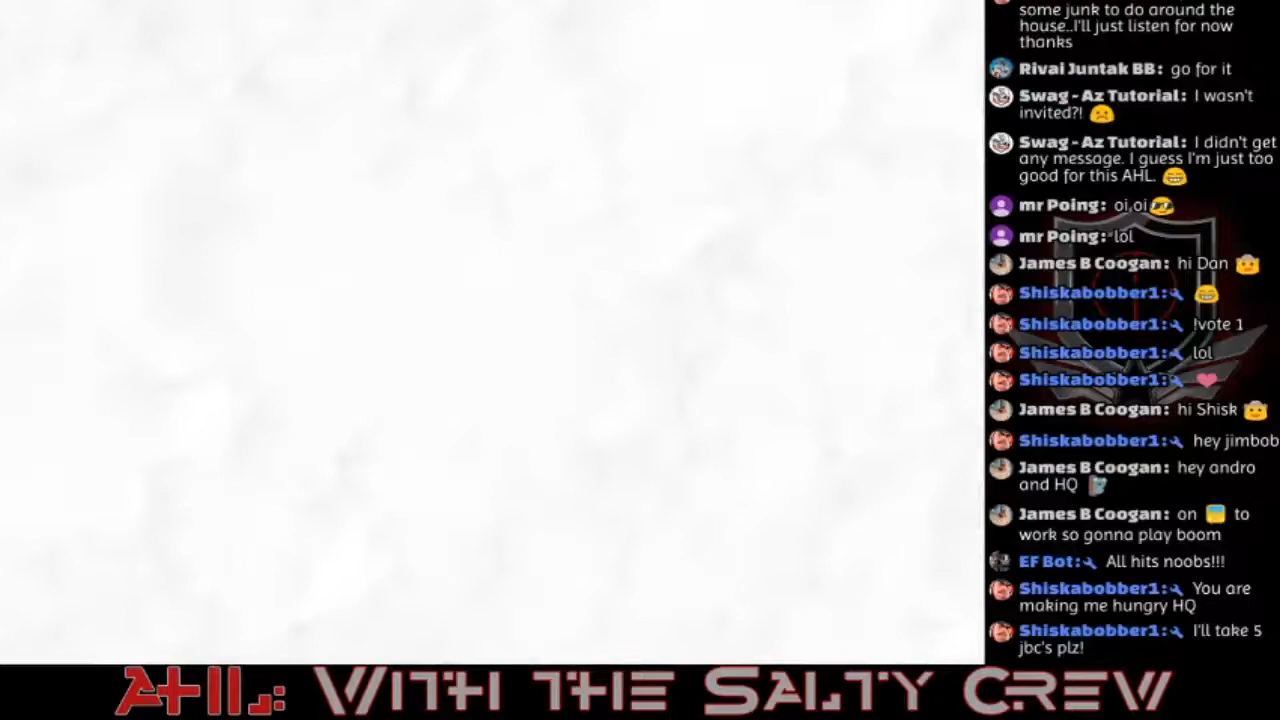 some junk to do around the
house..I'll just listen for now
thanks
Rivai Juntak BB: go for it
Swag - Az Tutorial: I wasn't
invited?!
Swag - Az Tutorial: I didn't get
any message. I guess I'm just too
good for this AHL.
mr Poing: oi,oi
mr Poing: lol
James B Coogan: hi Dan
Shiskabobber1:
Shiskabobber1: !vote 1
Shiskabobber1: lol
Shiskabobber1:
James B Coogan: hi Shisk
Shiskabobber1: hey jimbob
James B Coogan: hey andro
and HQ
James B Coogan: on to
work so gonna play boom
EF Bot: All hits noobs!!!
Shiskabobber1: You are
making me hungry HQ
Shiskabobber1: I'll take 5
jbc's plz!
AHL: With the Salty Crew